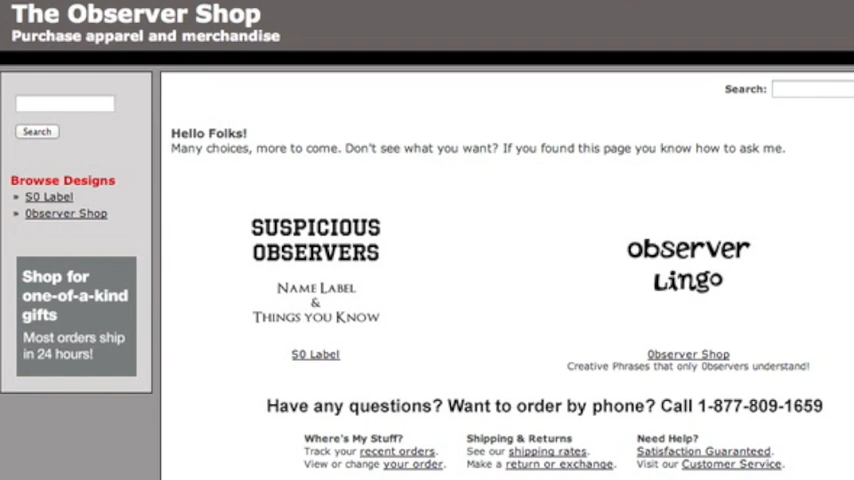 The Observer Shop
Purchase apparel and merchandise
Search
Browse Designs
» S0 Label
» 0bserver Shop
Shop for
one-of-a-kind
gifts
Most orders ship
in 24 hours!
Search:
Hello Folks!
Many choices, more to come. Don't see what you want? If you found this page you know how to ask me.
SUSPICIOUS
OBSERVERS
NAME LABEL
&
THINGS YOU KNOW
S0 Label
observer
Lingo
0bserver Shop
Creative Phrases that only 0bservers understand!
Have any questions? Want to order by phone? Call 1-877-809-1659
Where's My Stuff?
Track your recent orders.
View or change your order.
Shipping & Returns
See our shipping rates.
Make a return or exchange.
Need Help?
Satisfaction Guaranteed.
Visit our Customer Service.